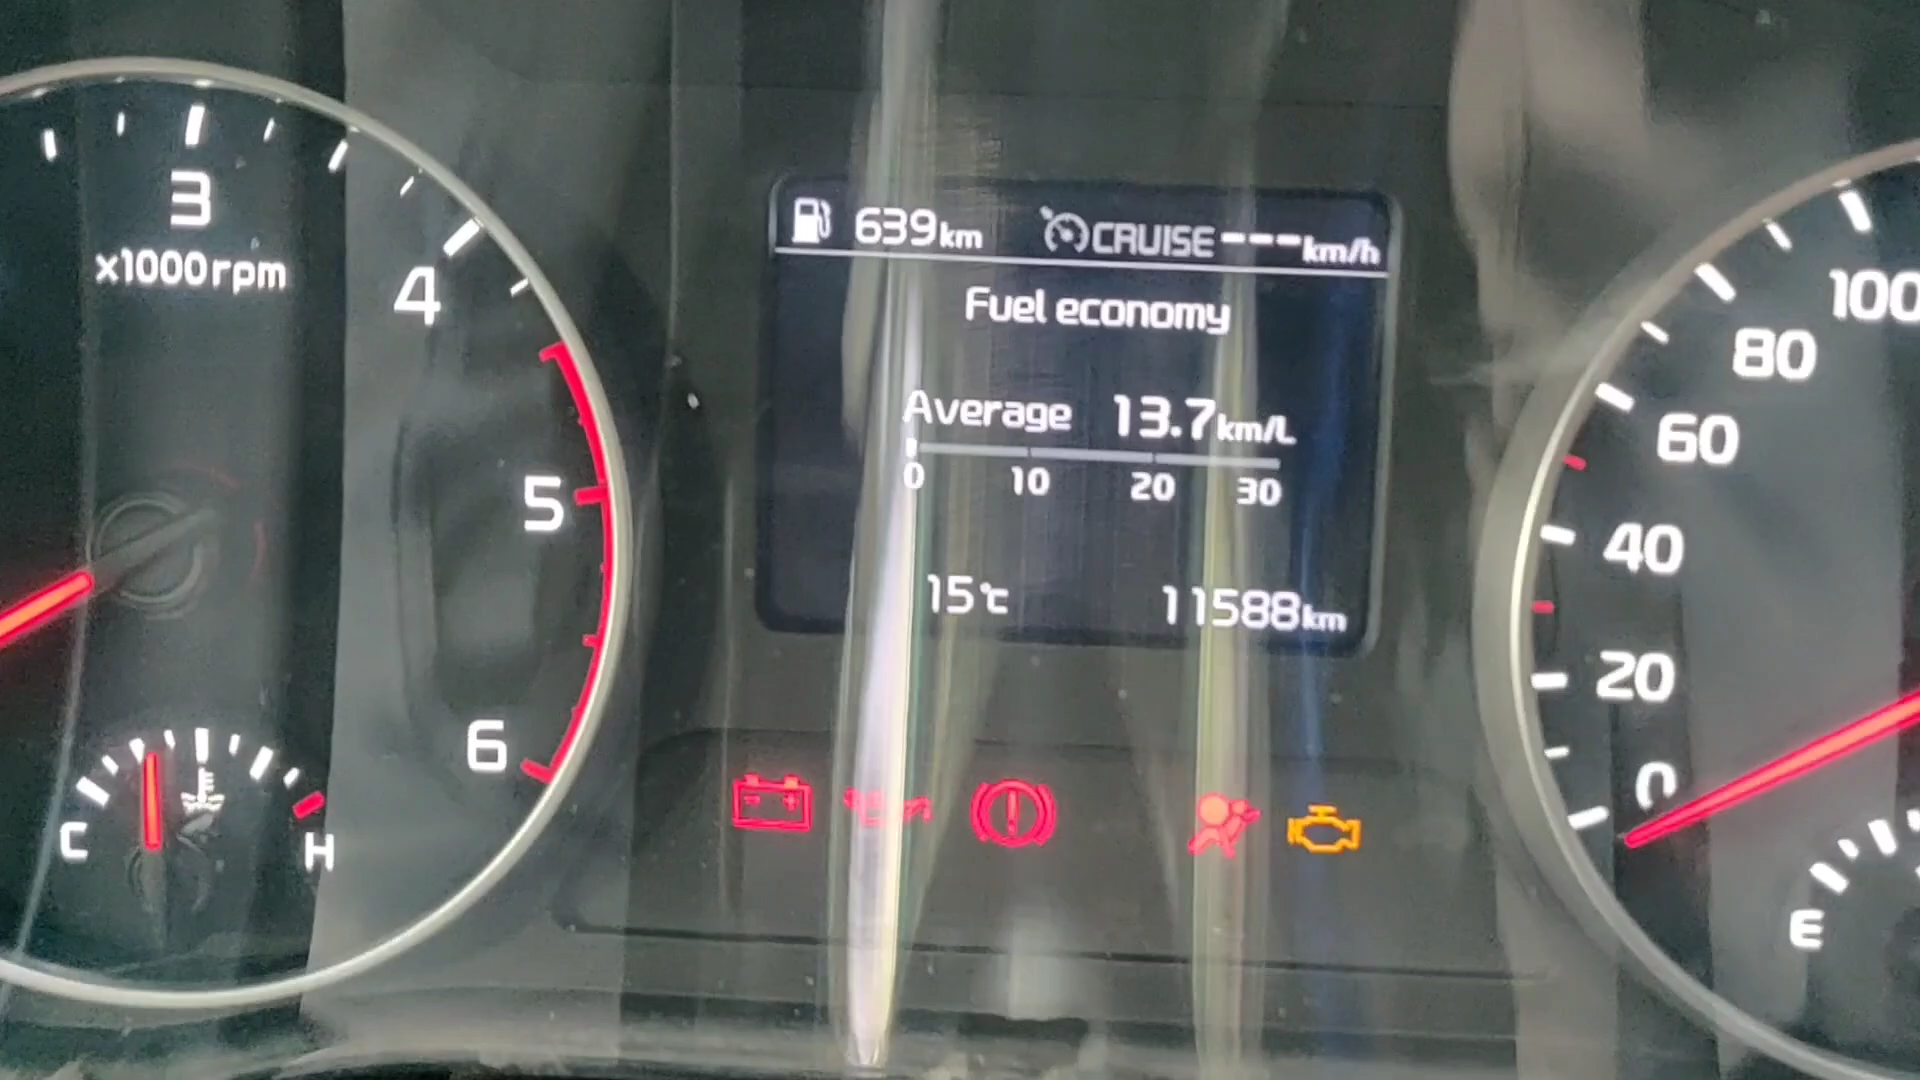 3
x1000rpm
4
5
6
C
H
639km
CRUISE ---km/h
Fuel economy
Average 13.7km/L
0 10 20 30
15℃
11588km
100
80
60
40
20
0
E